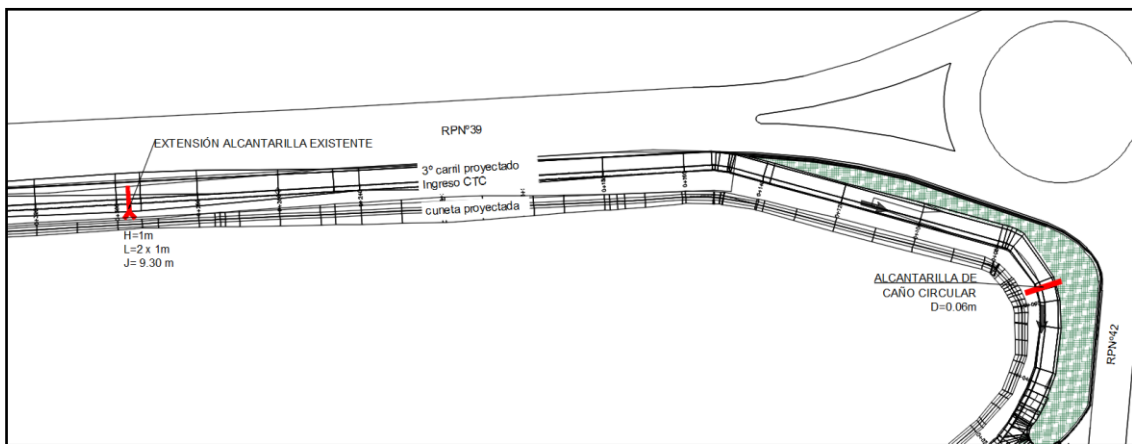 RPNº39
EXTENSIÓN ALCANTARILLA EXISTENTE
3º carril proyectado
Ingreso CTC
cuneta proyectada
H=1m
L=2 x 1m
J= 9.30 m
ALCANTARILLA DE
CAÑO CIRCULAR
D=0.06m
RPNº42